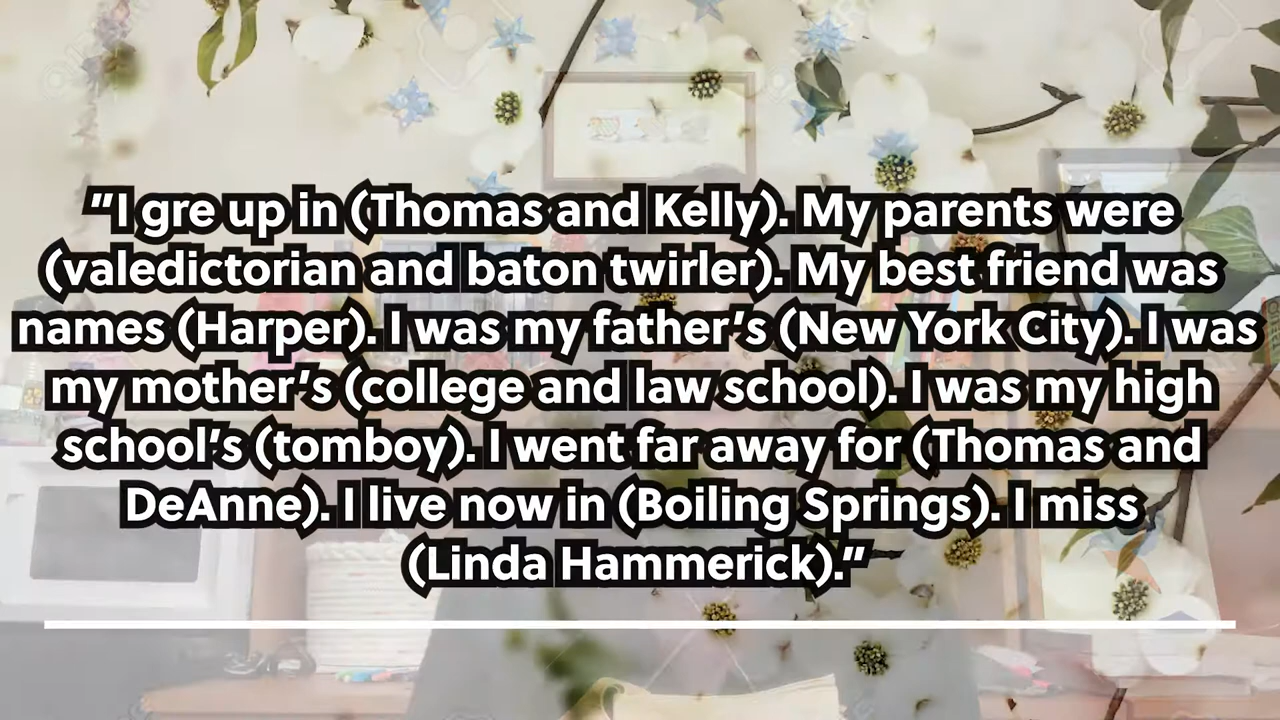 "I gre up in (Thomas and Kelly). My parents were
(valedictorian and baton twirler). My best friend was
names (Harper). I was my father's (New York City). I was
my mother's (college and law school). I was my high
school's (tomboy). I went far away for (Thomas and
DeAnne). I live now in (Boiling Springs). I miss
(Linda Hammerick)."